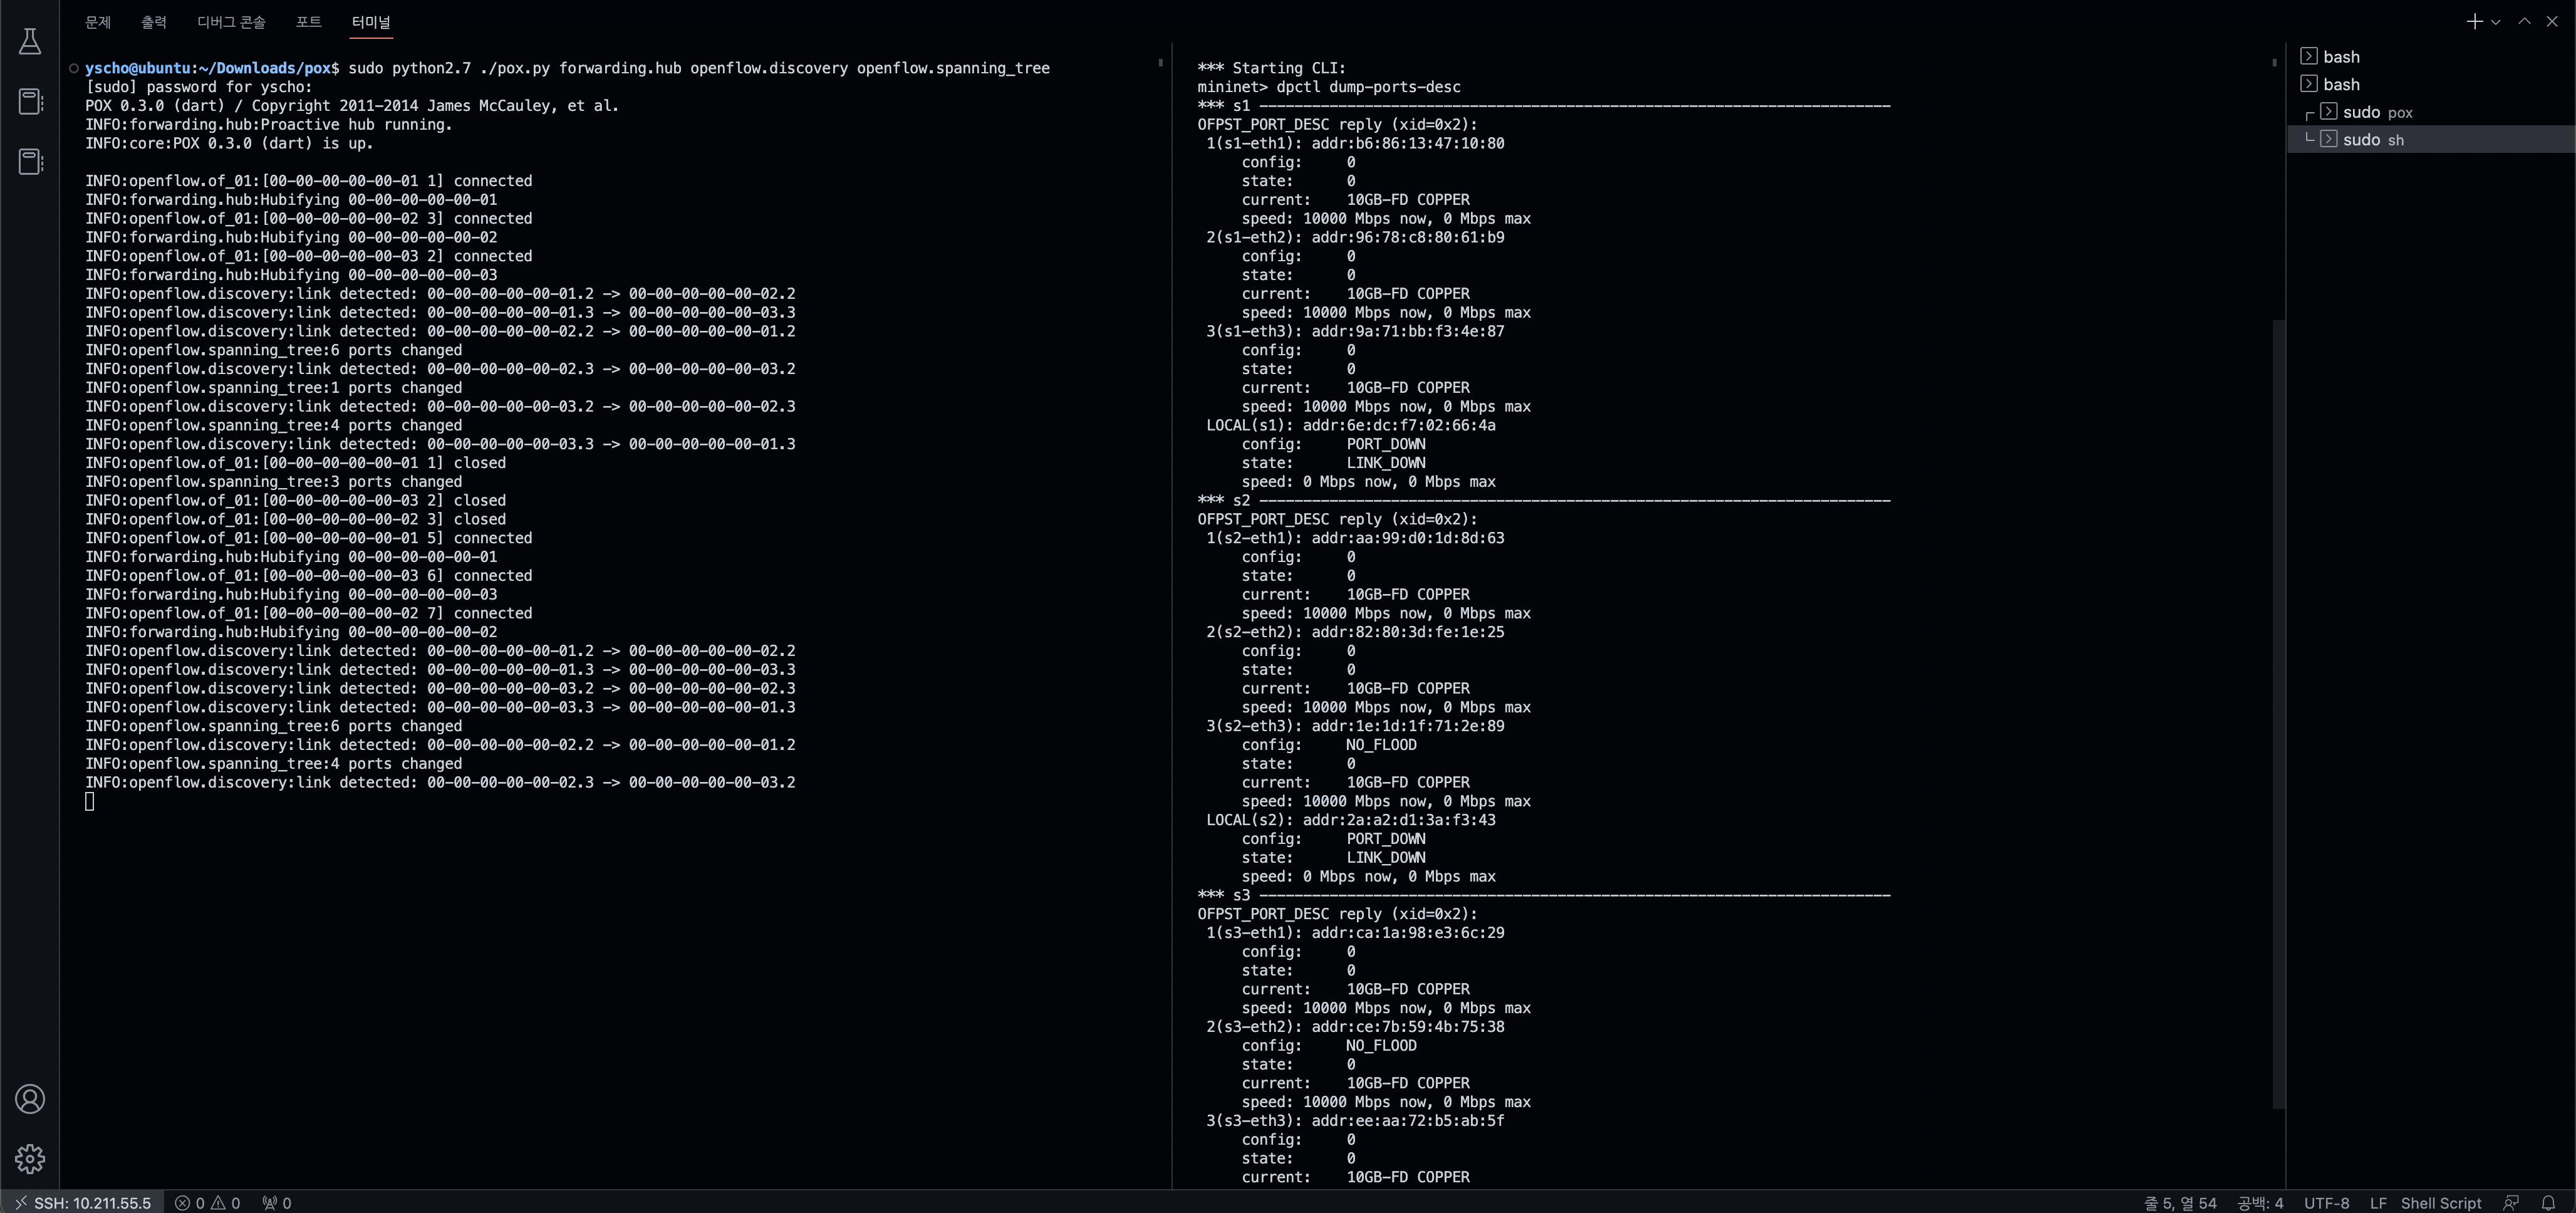 문제 출력 디버그 콘솔 포트 터미널
yscho@ubuntu:~/Downloads/pox$ sudo python2.7 ./pox.py forwarding.hub openflow.discovery openflow.spanning_tree
[sudo] password for yscho:
POX 0.3.0 (dart) / Copyright 2011-2014 James McCauley, et al.
INFO:forwarding.hub:Proactive hub running.
INFO:core:POX 0.3.0 (dart) is up.
INFO:openflow.of_01:[00-00-00-00-00-01 1] connected
INFO:forwarding.hub:Hubifying 00-00-00-00-00-01
INFO:openflow.of_01:[00-00-00-00-00-02 3] connected
INFO:forwarding.hub:Hubifying 00-00-00-00-00-02
INFO:openflow.of_01:[00-00-00-00-00-03 2] connected
INFO:forwarding.hub:Hubifying 00-00-00-00-00-03
INFO:openflow.discovery:link detected: 00-00-00-00-00-01.2 -> 00-00-00-00-00-02.2
INFO:openflow.discovery:link detected: 00-00-00-00-00-01.3 -> 00-00-00-00-00-03.3
INFO:openflow.discovery:link detected: 00-00-00-00-00-02.2 -> 00-00-00-00-00-01.2
INFO:openflow.spanning_tree:6 ports changed
INFO:openflow.discovery:link detected: 00-00-00-00-00-02.3 -> 00-00-00-00-00-03.2
INFO:openflow.spanning_tree:1 ports changed
INFO:openflow.discovery:link detected: 00-00-00-00-00-03.2 -> 00-00-00-00-00-02.3
INFO:openflow.spanning_tree:4 ports changed
INFO:openflow.discovery:link detected: 00-00-00-00-00-03.3 -> 00-00-00-00-00-01.3
INFO:openflow.of_01:[00-00-00-00-00-01 1] closed
INFO:openflow.spanning_tree:3 ports changed
INFO:openflow.of_01:[00-00-00-00-00-03 2] closed
INFO:openflow.of_01:[00-00-00-00-00-02 3] closed
INFO:openflow.of_01:[00-00-00-00-00-01 5] connected
INFO:forwarding.hub:Hubifying 00-00-00-00-00-01
INFO:openflow.of_01:[00-00-00-00-00-03 6] connected
INFO:forwarding.hub:Hubifying 00-00-00-00-00-03
INFO:openflow.of_01:[00-00-00-00-00-02 7] connected
INFO:forwarding.hub:Hubifying 00-00-00-00-00-02
INFO:openflow.discovery:link detected: 00-00-00-00-00-01.2 -> 00-00-00-00-00-02.2
INFO:openflow.discovery:link detected: 00-00-00-00-00-01.3 -> 00-00-00-00-00-03.3
INFO:openflow.discovery:link detected: 00-00-00-00-00-03.2 -> 00-00-00-00-00-02.3
INFO:openflow.discovery:link detected: 00-00-00-00-00-03.3 -> 00-00-00-00-00-01.3
INFO:openflow.spanning_tree:6 ports changed
INFO:openflow.discovery:link detected: 00-00-00-00-00-02.2 -> 00-00-00-00-00-01.2
INFO:openflow.spanning_tree:4 ports changed
INFO:openflow.discovery:link detected: 00-00-00-00-00-02.3 -> 00-00-00-00-00-03.2
*** Starting CLI:
mininet> dpctl dump-ports-desc
*** s1 ------------------------------------------------------------------------
OFPST_PORT_DESC reply (xid=0x2):
1(s1-eth1): addr:b6:86:13:47:10:80
config: 0
state: 0
current: 10GB-FD COPPER
speed: 10000 Mbps now, 0 Mbps max
2(s1-eth2): addr:96:78:c8:80:61:b9
config: 0
state: 0
current: 10GB-FD COPPER
speed: 10000 Mbps now, 0 Mbps max
3(s1-eth3): addr:9a:71:bb:f3:4e:87
config: 0
state: 0
current: 10GB-FD COPPER
speed: 10000 Mbps now, 0 Mbps max
LOCAL(s1): addr:6e:dc:f7:02:66:4a
config: PORT_DOWN
state: LINK_DOWN
speed: 0 Mbps now, 0 Mbps max
*** s2 ------------------------------------------------------------------------
OFPST_PORT_DESC reply (xid=0x2):
1(s2-eth1): addr:aa:99:d0:1d:8d:63
config: 0
state: 0
current: 10GB-FD COPPER
speed: 10000 Mbps now, 0 Mbps max
2(s2-eth2): addr:82:80:3d:fe:1e:25
config: 0
state: 0
current: 10GB-FD COPPER
speed: 10000 Mbps now, 0 Mbps max
3(s2-eth3): addr:1e:1d:1f:71:2e:89
config: NO_FLOOD
state: 0
current: 10GB-FD COPPER
speed: 10000 Mbps now, 0 Mbps max
LOCAL(s2): addr:2a:a2:d1:3a:f3:43
config: PORT_DOWN
state: LINK_DOWN
speed: 0 Mbps now, 0 Mbps max
*** s3 ------------------------------------------------------------------------
OFPST_PORT_DESC reply (xid=0x2):
1(s3-eth1): addr:ca:1a:98:e3:6c:29
config: 0
state: 0
current: 10GB-FD COPPER
speed: 10000 Mbps now, 0 Mbps max
2(s3-eth2): addr:ce:7b:59:4b:75:38
config: NO_FLOOD
state: 0
current: 10GB-FD COPPER
speed: 10000 Mbps now, 0 Mbps max
3(s3-eth3): addr:ee:aa:72:b5:ab:5f
config: 0
state: 0
current: 10GB-FD COPPER
bash
bash
sudo pox
sudo sh
SSH: 10.211.55.5 0 0 0 줄 5, 열 54 공백: 4 UTF-8 LF Shell Script